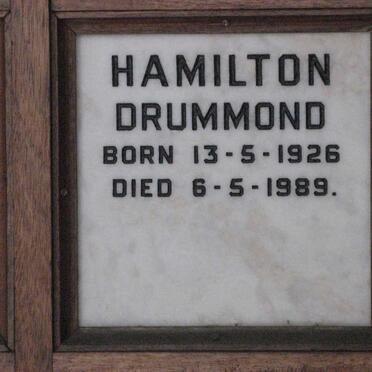 HAMILTON
DRUMMOND
BORN 13-5-1926
DIED 6-5-1989.